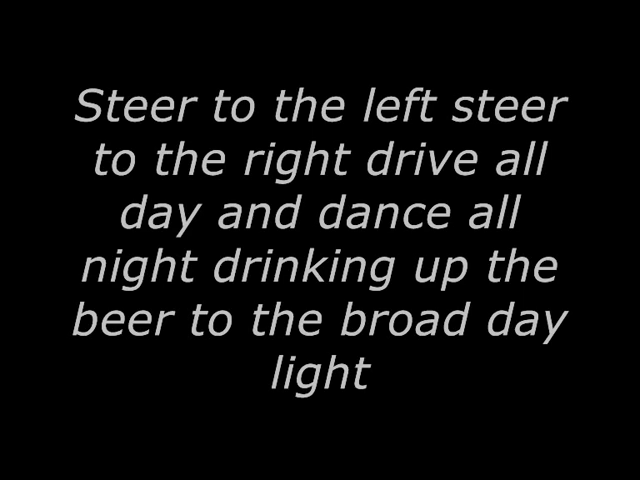 Steer to the left steer
to the right drive all
day and dance all
night drinking up the
beer to the broad day
light